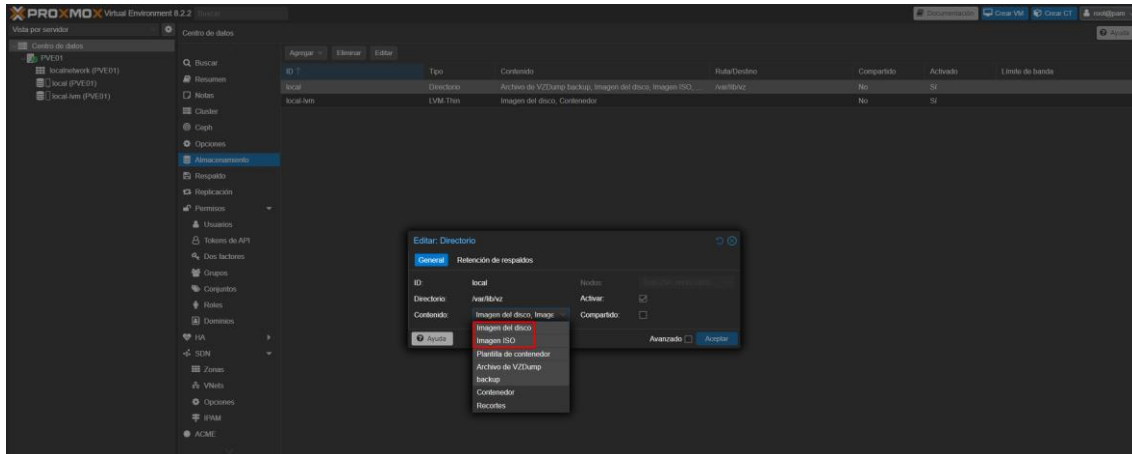 PROXMOX Virtual Environment 8.2.2 Buscar
Documentación Crear VM Crear CT root@pam
Vista por servidor
Centro de datos
Ayuda
Centro de datos
PVE01
localnetwork (PVE01)
local (PVE01)
local-lvm (PVE01)
Buscar
Resumen
Notas
Cluster
Ceph
Opciones
Almacenamiento
Respaldo
Replicación
Permisos
Usuarios
Tokens de API
Dos factores
Grupos
Conjuntos
Roles
Dominios
HA
SDN
Zonas
VNets
Opciones
IPAM
ACME
Agregar Eliminar Editar
ID Tipo Contenido Ruta/Destino Compartido Activado Límite de banda
local Directorio Archivo de VZDump backup, Imagen del disco, Imagen ISO, ... /var/lib/vz No Sí
local-lvm LVM-Thin Imagen del disco, Contenedor No Sí
Editar: Directorio
General Retención de respaldos
ID: local Nodos:
Directorio: /var/lib/vz Activar:
Contenido: Imagen del disco, Image Compartido:
Imagen del disco
Imagen ISO
Plantilla de contenedor
Archivo de VZDump
backup
Contenedor
Recortes
Ayuda Avanzado Aceptar